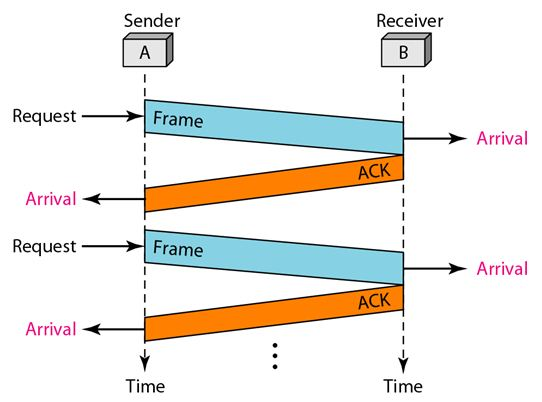 Sender
Receiver
A
B
Request
Frame
Arrival
ACK
Arrival
Request
Frame
Arrival
ACK
Arrival
Time
Time